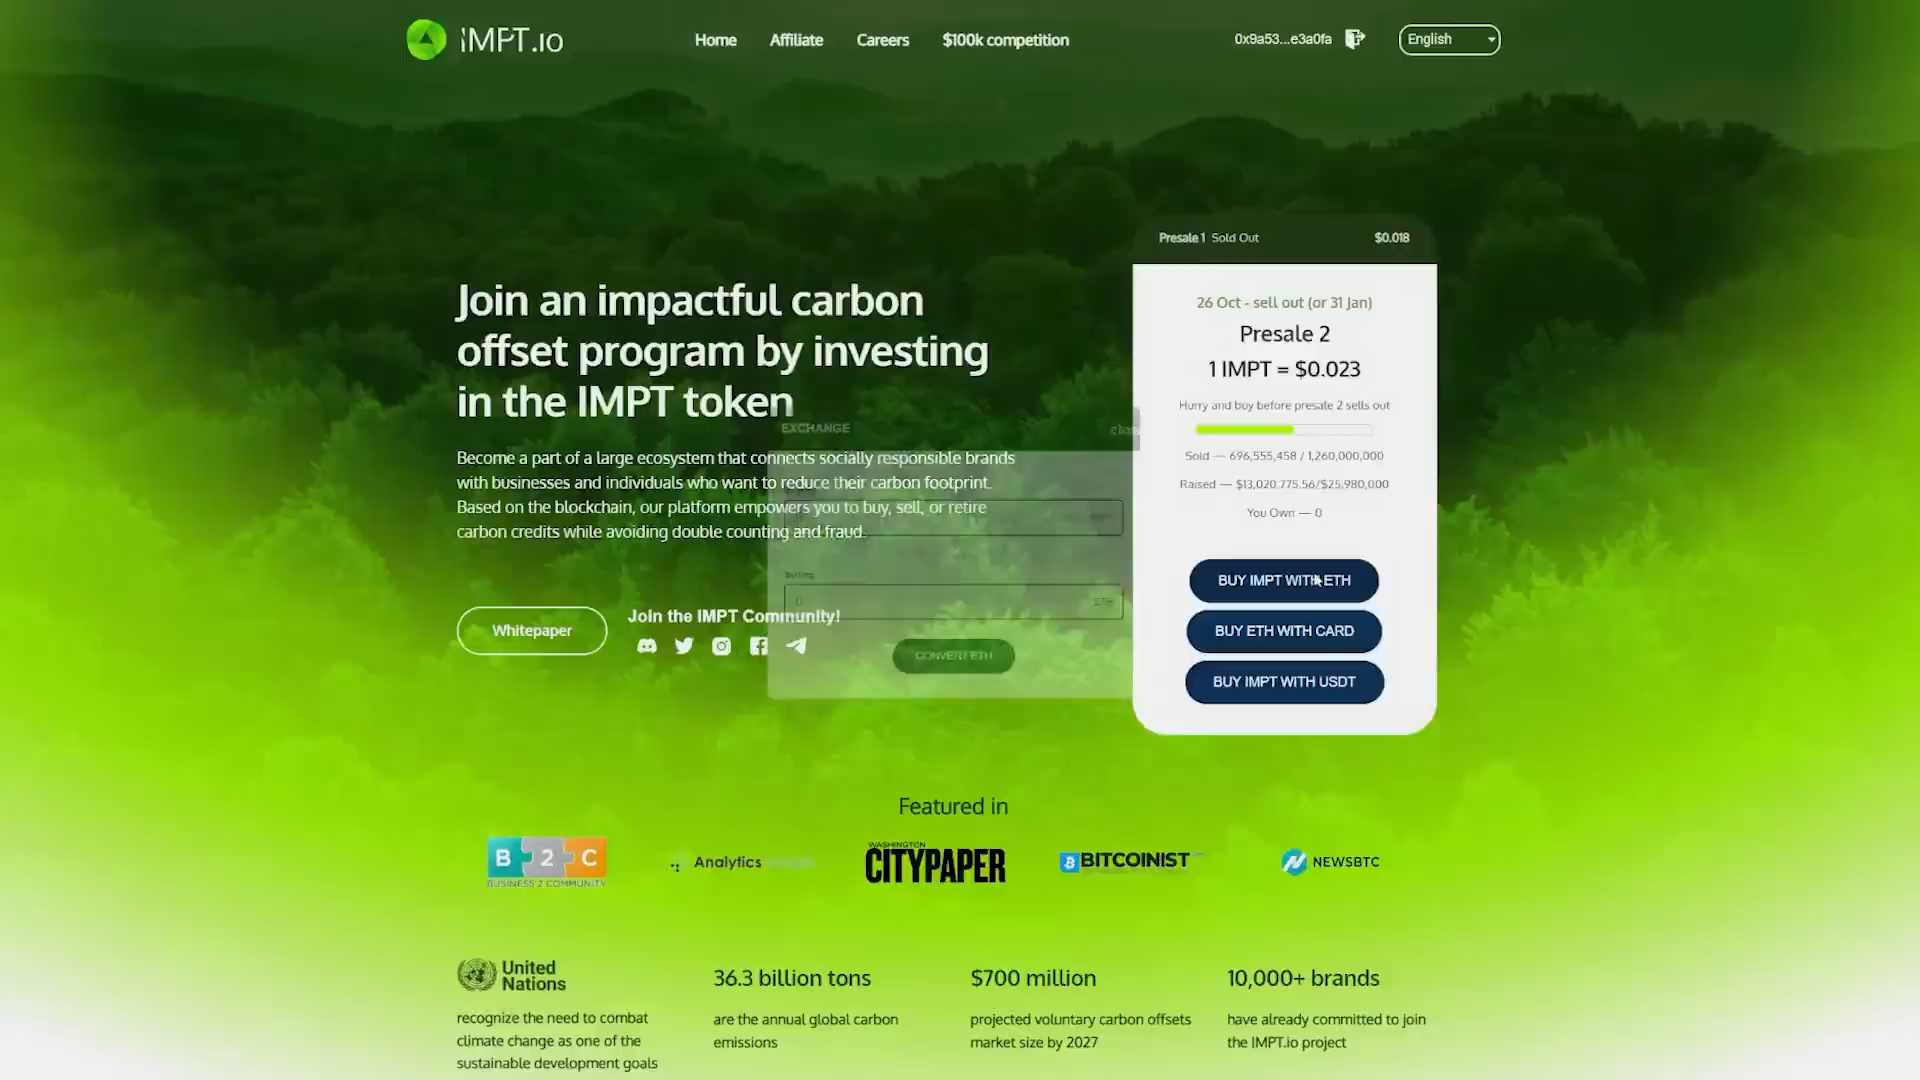 IMPT.io
Home
Affiliate
Careers
$100k competition
0x9a53...e3a0fa
English
Presale 1 Sold Out
$0.018
Join an impactful carbon
offset program by investing
in the IMPT token
26 Oct - sell out (or 31 Jan)
Presale 2
1 IMPT = $0.023
Hurry and buy before presale 2 sells out
Sold — 696,555,458 / 1,260,000,000
Raised — $13,020,775.56/$25,980,000
You Own — 0
EXCHANGE
Become a part of a large ecosystem that connects socially responsible brands
with businesses and individuals who want to reduce their carbon footprint.
Based on the blockchain, our platform empowers you to buy, sell, or retire
carbon credits while avoiding double counting and fraud.
0
ETH
CONVERT ETH
Whitepaper
Join the IMPT Community!
BUY IMPT WITH ETH
BUY ETH WITH CARD
BUY IMPT WITH USDT
Featured in
B 2 C
BUSINESS 2 COMMUNITY
Analytics
WASHINGTON
CITYPAPER
BITCOINIST
NEWSBTC
United
Nations
recognize the need to combat
climate change as one of the
sustainable development goals
36.3 billion tons
are the annual global carbon
emissions
$700 million
projected voluntary carbon offsets
market size by 2027
10,000+ brands
have already committed to join
the IMPT.io project